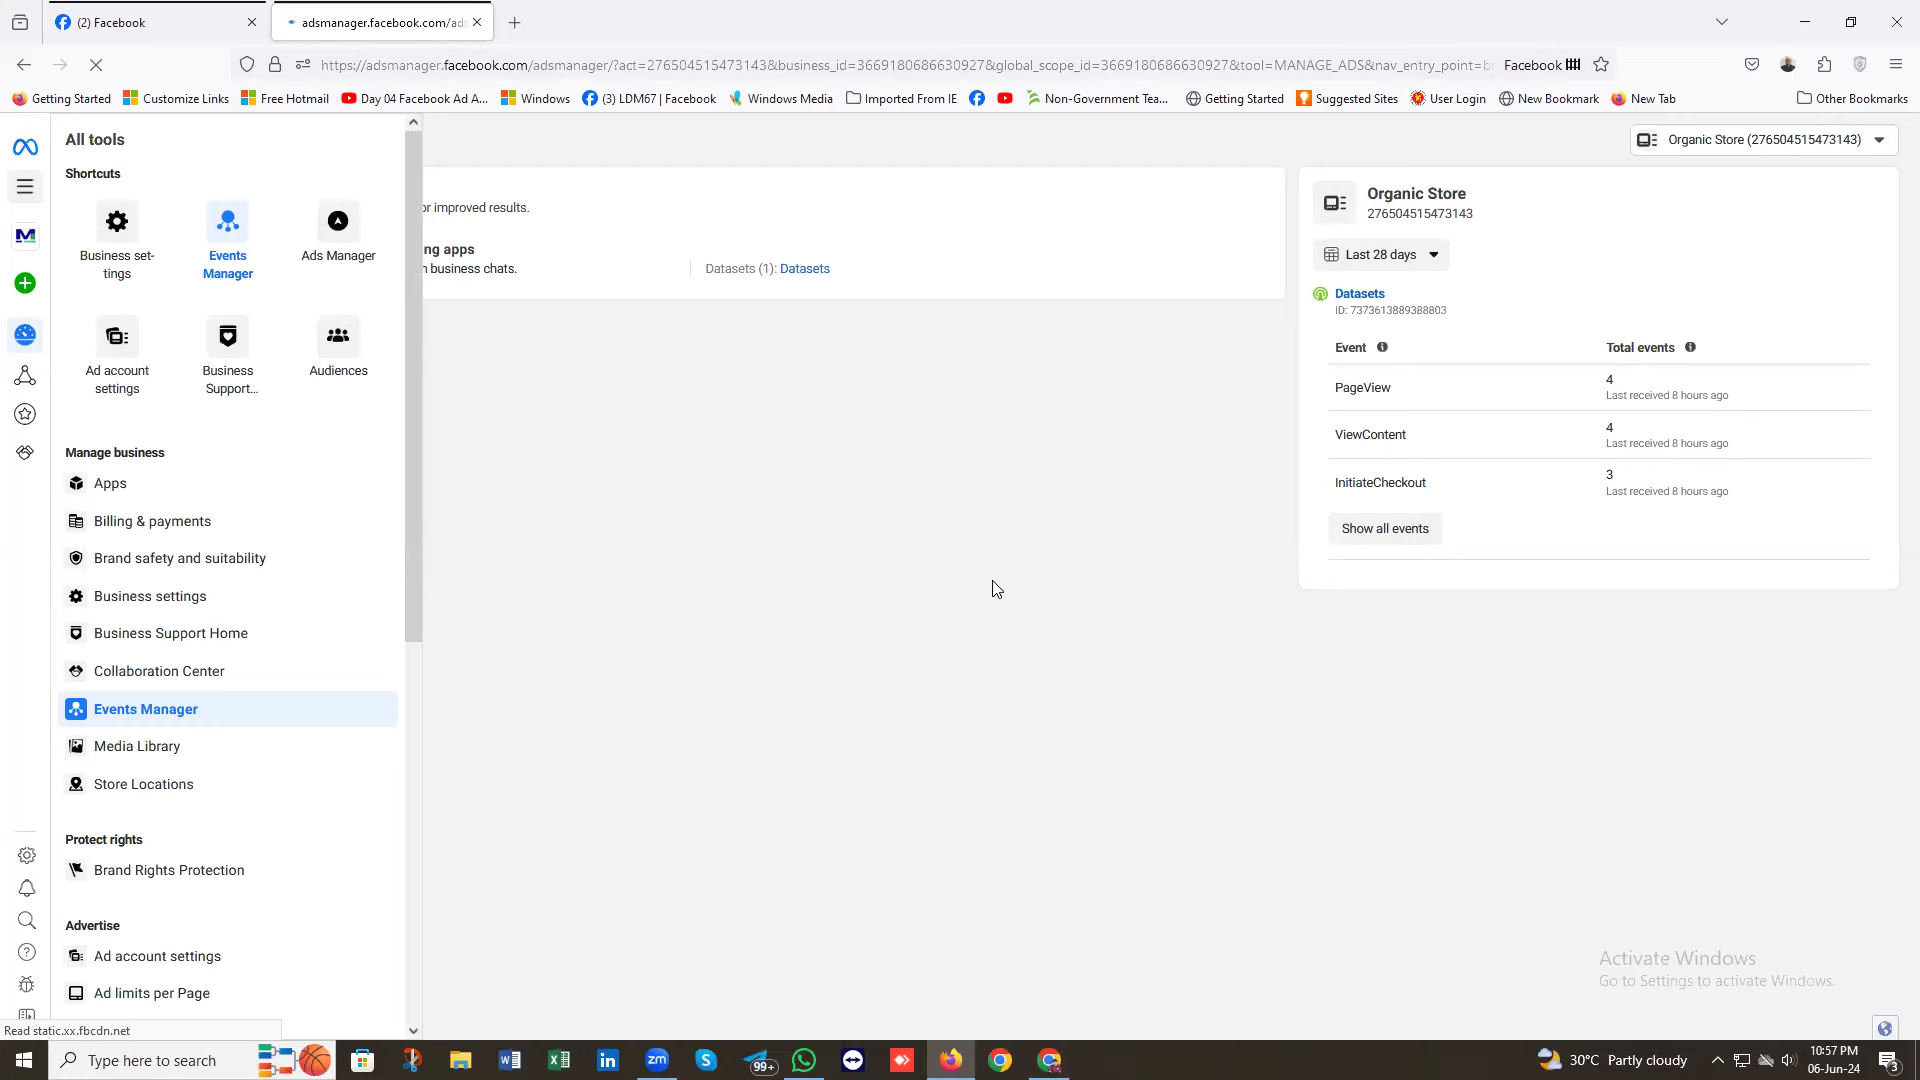 (2) Facebook
adsmanager.facebook.com/ads
https://adsmanager.facebook.com/adsmanager/?act=276504515473143&business_id=3669180686630927&global_scope_id=3669180686630927&tool=MANAGE_ADS&nav_entry_point=b
Facebook
Getting Started
Customize Links
Free Hotmail
Day 04 Facebook Ad A...
Windows
(3) LDM67 | Facebook
Windows Media
Imported From IE
Non-Government Tea...
Getting Started
Suggested Sites
User Login
New Bookmark
New Tab
Other Bookmarks
All tools
Shortcuts
Business set-
tings
Events
Manager
Ads Manager
Ad account
settings
Business
Support...
Audiences
Manage business
Apps
Billing & payments
Brand safety and suitability
Business settings
Business Support Home
Collaboration Center
Events Manager
Media Library
Store Locations
Protect rights
Brand Rights Protection
Advertise
Ad account settings
Ad limits per Page
Read static.xx.fbcdn.net
or improved results.
ng apps
n business chats.
Datasets (1): Datasets
Organic Store (276504515473143)
Organic Store
276504515473143
Last 28 days
Datasets
ID: 7373613889388803
Event
Total events
PageView
4
Last received 8 hours ago
ViewContent
4
Last received 8 hours ago
InitiateCheckout
3
Last received 8 hours ago
Show all events
Activate Windows
Go to Settings to activate Windows.
Type here to search
zm
99+
30°C Partly cloudy
10:57 PM
06-Jun-24
3